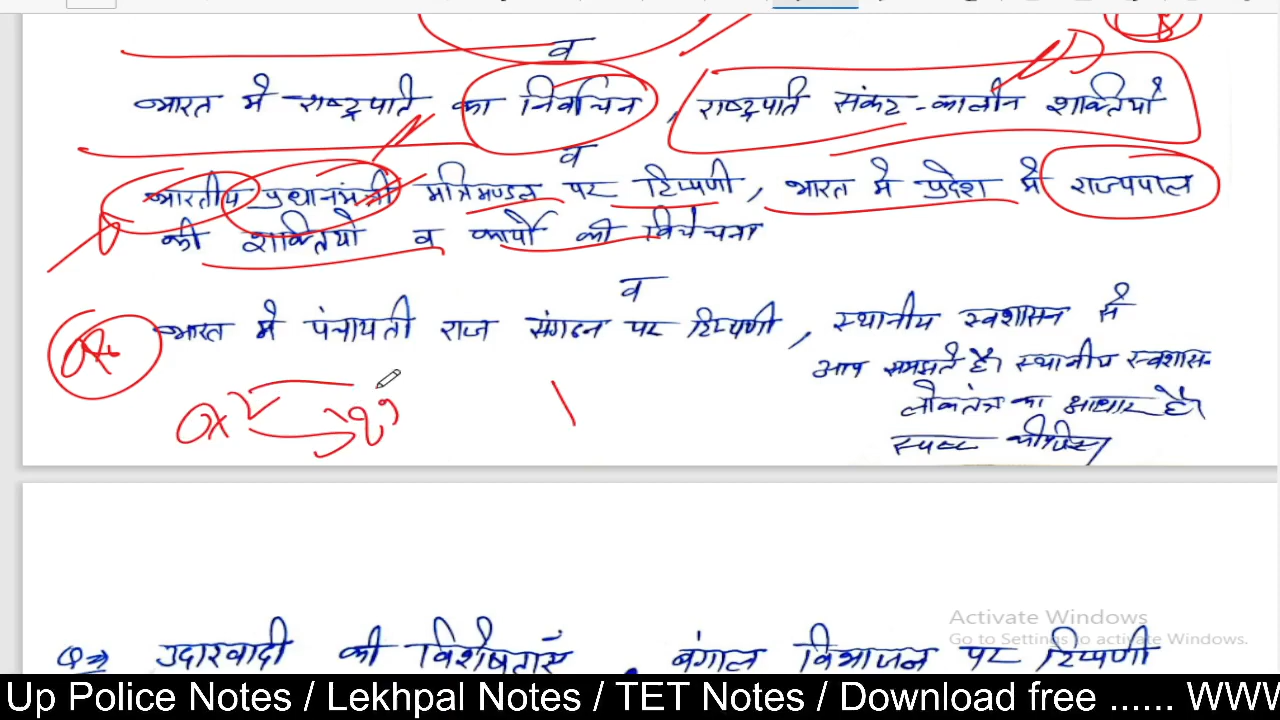 व
भारत मे राष्ट्रपति का निर्वाचन , राष्ट्रपति संकट-कालीन शक्तियाँ
व
भारतीय प्रधानमंत्री मंत्रिमण्डल पर टिप्पणी , भारत मे प्रदेश मे राज्यपाल
की शक्तियो व कार्यो की विवेचना
व
भारत मे पंचायती राज संगठन पर टिप्पणी , स्थानीय स्वशासन से
आप समझते है। स्थानीय स्वशास-
लोकतंत्र का आधार है।
स्पष्ट कीजिए
उदारवादी की विशेषताएँ , बंगाल विभाजन पर टिप्पणी
Activate Windows
Go to Settings to activate Windows.
Up Police Notes / Lekhpal Notes / TET Notes / Download free ...... WWW